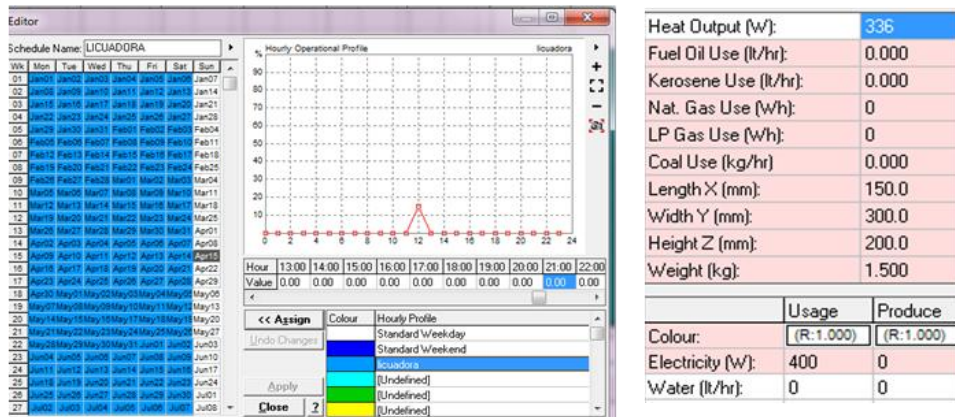 Editor
Schedule Name: LICUADORA
Wk Mon Tue Wed Thu Fri Sat Sun
01 Jan01 Jan02 Jan03 Jan04 Jan05 Jan06 Jan07
02 Jan08 Jan09 Jan10 Jan11 Jan12 Jan13 Jan14
03 Jan15 Jan16 Jan17 Jan18 Jan19 Jan20 Jan21
04 Jan22 Jan23 Jan24 Jan25 Jan26 Jan27 Jan28
05 Jan29 Jan30 Jan31 Feb01 Feb02 Feb03 Feb04
06 Feb05 Feb06 Feb07 Feb08 Feb09 Feb10 Feb11
07 Feb12 Feb13 Feb14 Feb15 Feb16 Feb17 Feb18
08 Feb19 Feb20 Feb21 Feb22 Feb23 Feb24 Feb25
09 Feb26 Feb27 Feb28 Mar01 Mar02 Mar03 Mar04
10 Mar05 Mar06 Mar07 Mar08 Mar09 Mar10 Mar11
11 Mar12 Mar13 Mar14 Mar15 Mar16 Mar17 Mar18
12 Mar19 Mar20 Mar21 Mar22 Mar23 Mar24 Mar25
13 Mar26 Mar27 Mar28 Mar29 Mar30 Mar31 Apr01
14 Apr02 Apr03 Apr04 Apr05 Apr06 Apr07 Apr08
15 Apr09 Apr10 Apr11 Apr12 Apr13 Apr14 Apr15
16 Apr16 Apr17 Apr18 Apr19 Apr20 Apr21 Apr22
17 Apr23 Apr24 Apr25 Apr26 Apr27 Apr28 Apr29
18 Apr30 May01 May02 May03 May04 May05 May06
19 May07 May08 May09 May10 May11 May12 May13
20 May14 May15 May16 May17 May18 May19 May20
21 May21 May22 May23 May24 May25 May26 May27
22 May28 May29 May30 May31 Jun01 Jun02 Jun03
23 Jun04 Jun05 Jun06 Jun07 Jun08 Jun09 Jun10
24 Jun11 Jun12 Jun13 Jun14 Jun15 Jun16 Jun17
25 Jun18 Jun19 Jun20 Jun21 Jun22 Jun23 Jun24
26 Jun25 Jun26 Jun27 Jun28 Jun29 Jun30 Jul01
27 Jul02 Jul03 Jul04 Jul05 Jul06 Jul07 Jul08
% Hourly Operational Profile licuadora
90
80
70
60
50
40
30
20
10
0 2 4 6 8 10 11 12 14 16 18 20 22 24
Hour 13:00 14:00 15:00 16:00 17:00 18:00 19:00 20:00 21:00 22:00
Value 0.00 0.00 0.00 0.00 0.00 0.00 0.00 0.00 0.00 0.00
<< Assign
Undo Changes
Apply
Close ?
Colour Hourly Profile
Standard Weekday
Standard Weekend
licuadora
[Undefined]
[Undefined]
[Undefined]
Heat Output (W): 336
Fuel Oil Use (lt/hr): 0.000
Kerosene Use (lt/hr): 0.000
Nat. Gas Use (Wh): 0
LP Gas Use (Wh): 0
Coal Use (kg/hr) 0.000
Length X (mm): 150.0
Width Y (mm): 300.0
Height Z (mm): 200.0
Weight (kg): 1.500
Usage Produce
Colour: (R:1.000) (R:1.000)
Electricity (W): 400 0
Water (lt/hr): 0 0